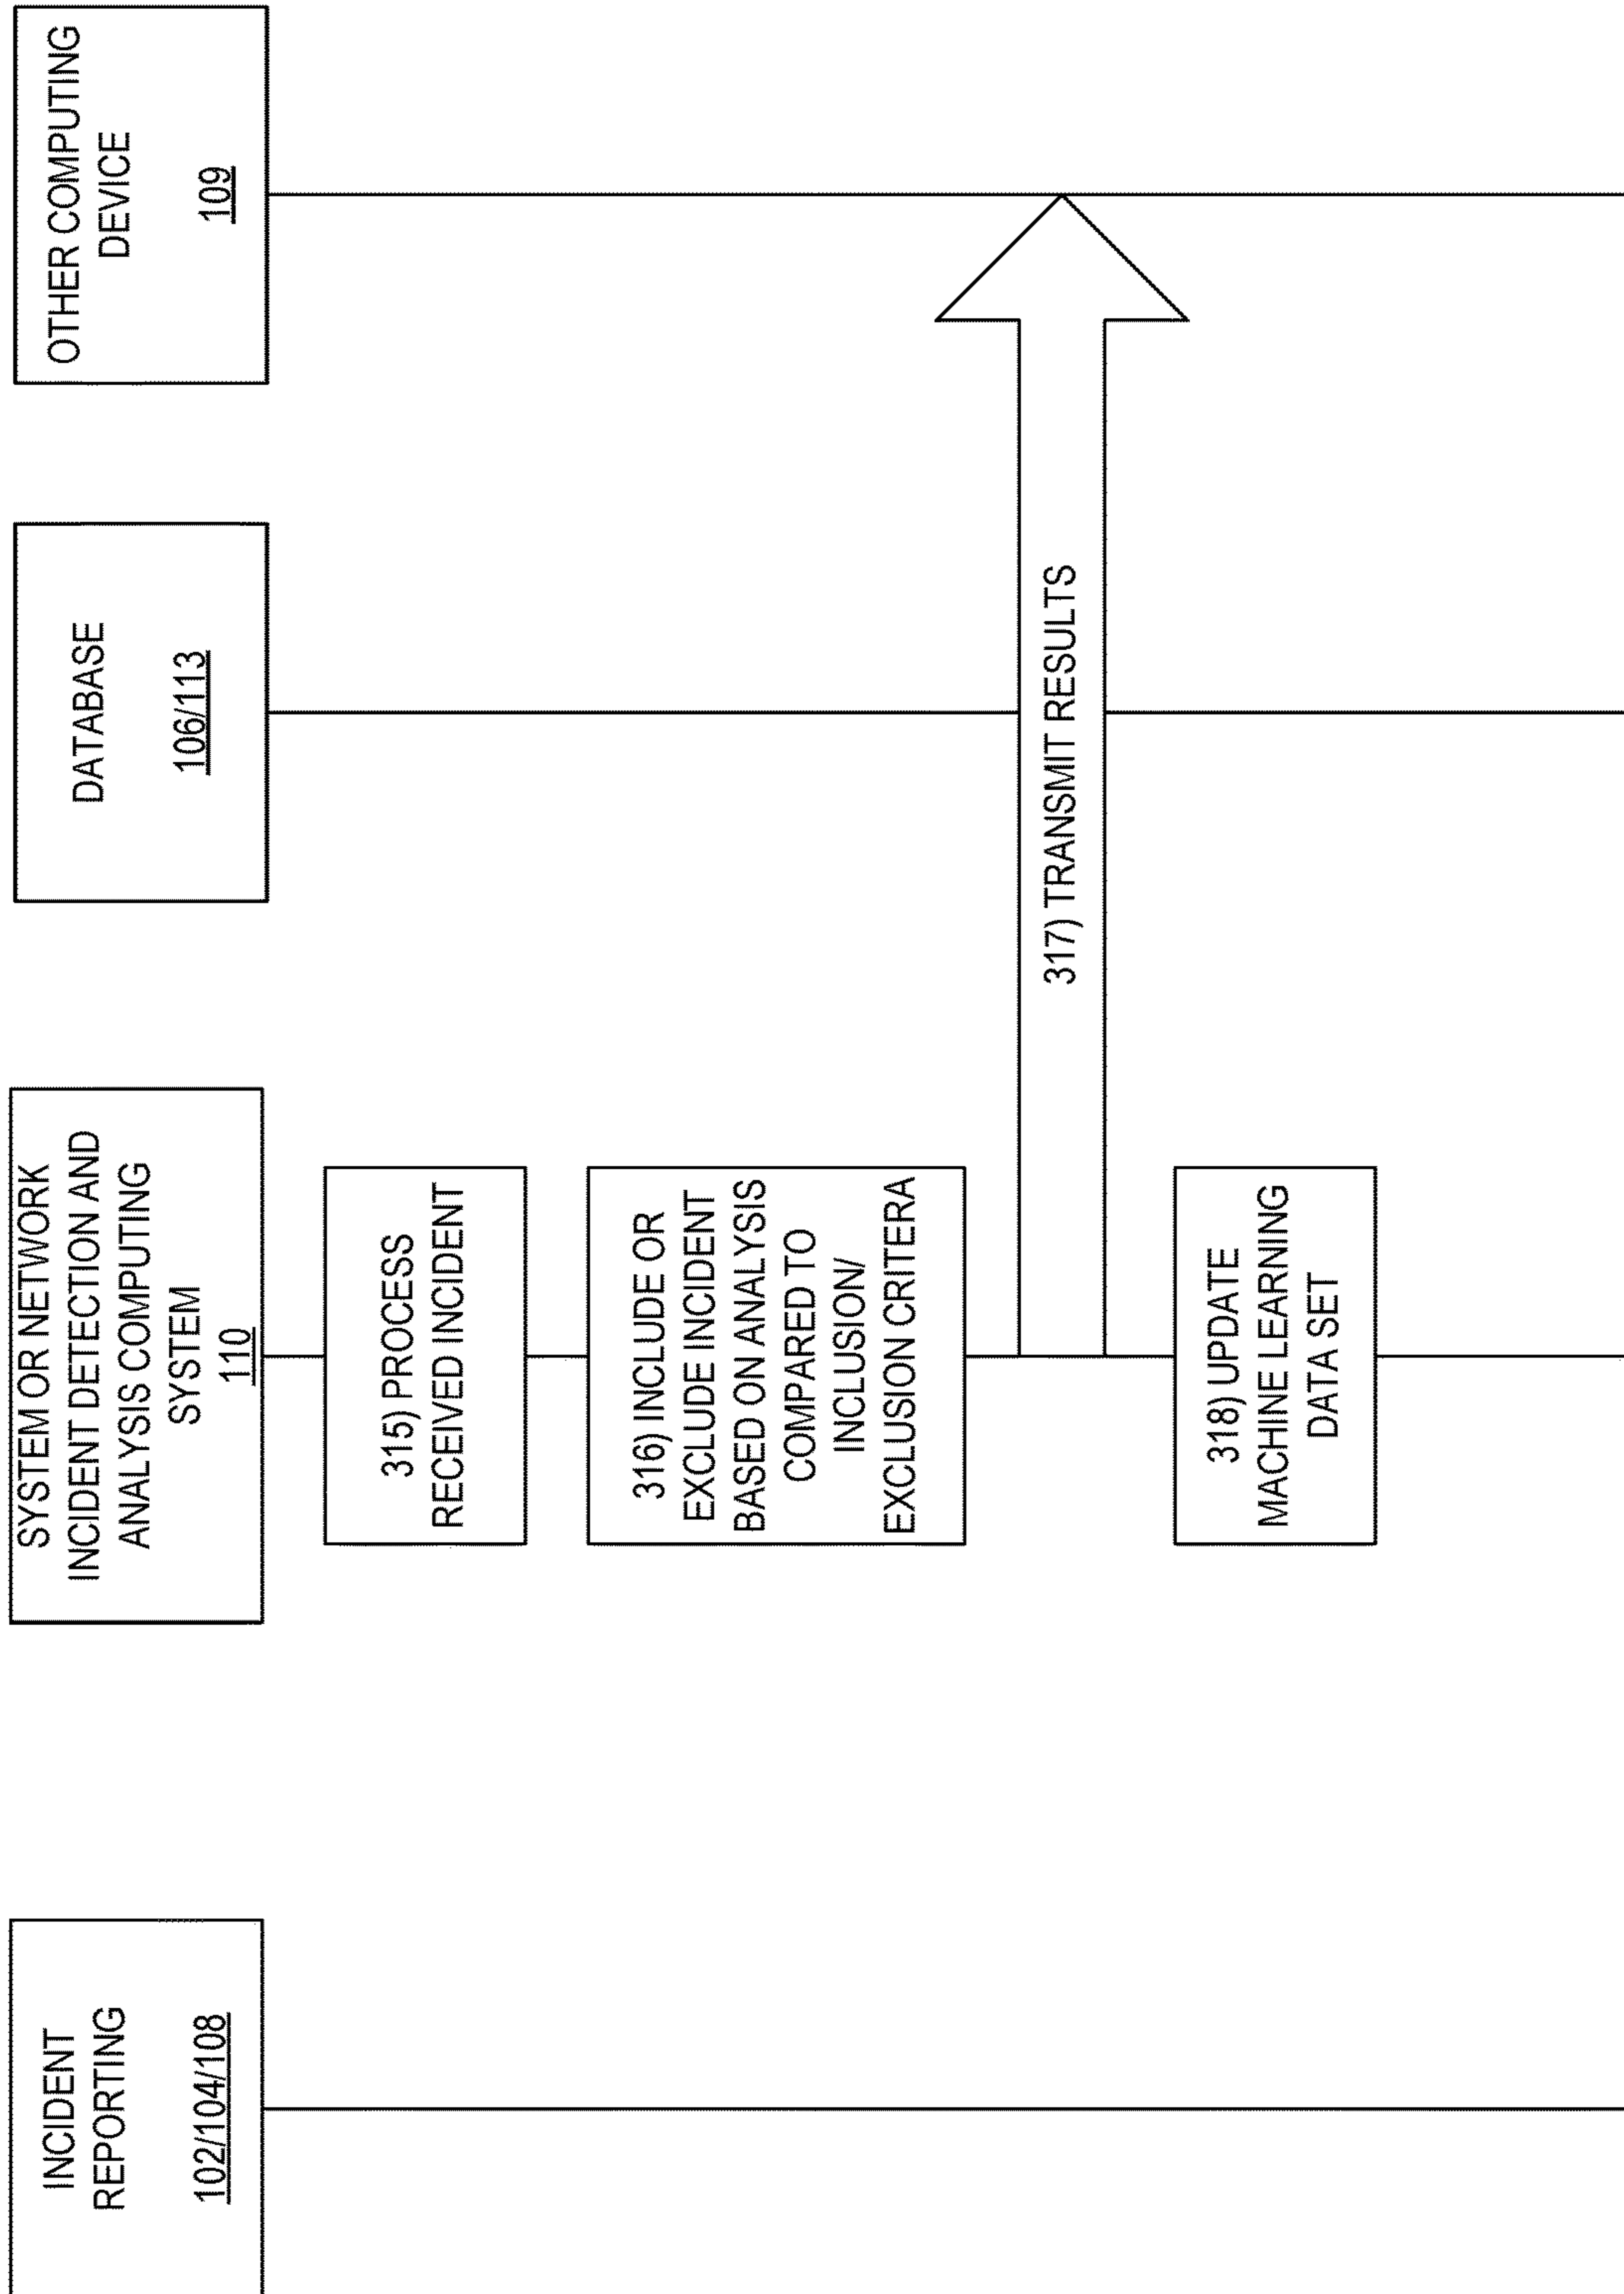 INCIDENT
REPORTING
102/104/108
SYSTEM OR NETWORK
INCIDENT DETECTION AND
ANALYSIS COMPUTING
SYSTEM
110
DATABASE
106/113
OTHER COMPUTING
DEVICE
109
315) PROCESS
RECEIVED INCIDENT
316) INCLUDE OR
EXCLUDE INCIDENT
BASED ON ANALYSIS
COMPARED TO
INCLUSION/
EXCLUSION CRITERA
317) TRANSMIT RESULTS
318) UPDATE
MACHINE LEARNING
DATA SET